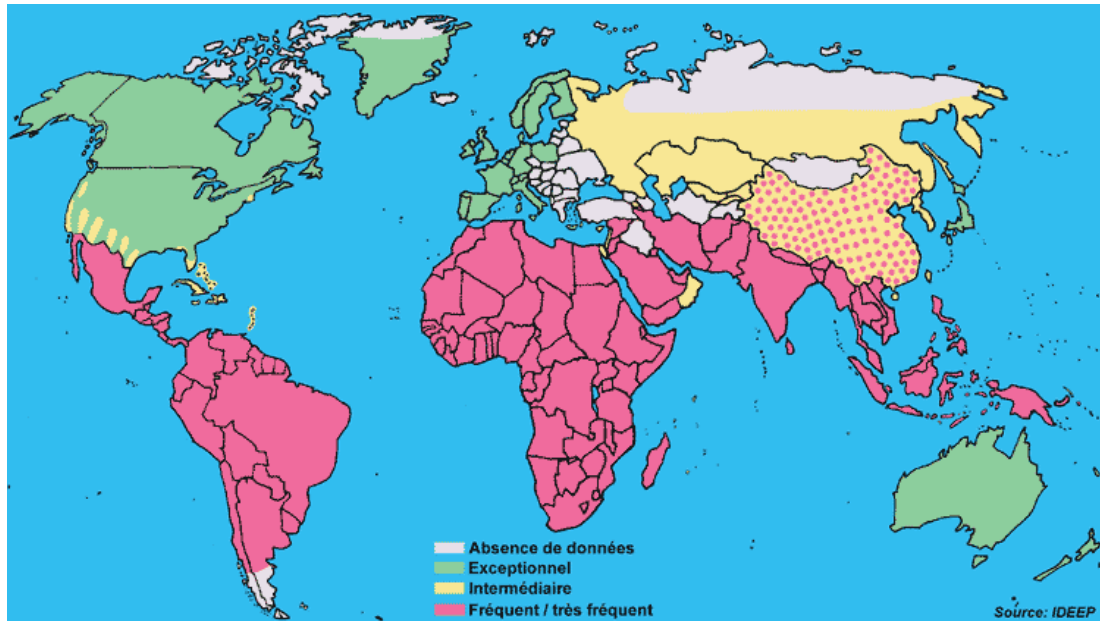 Absence de données
Exceptionnel
Intermédiaire
Fréquent / très fréquent
Source: IDEEP